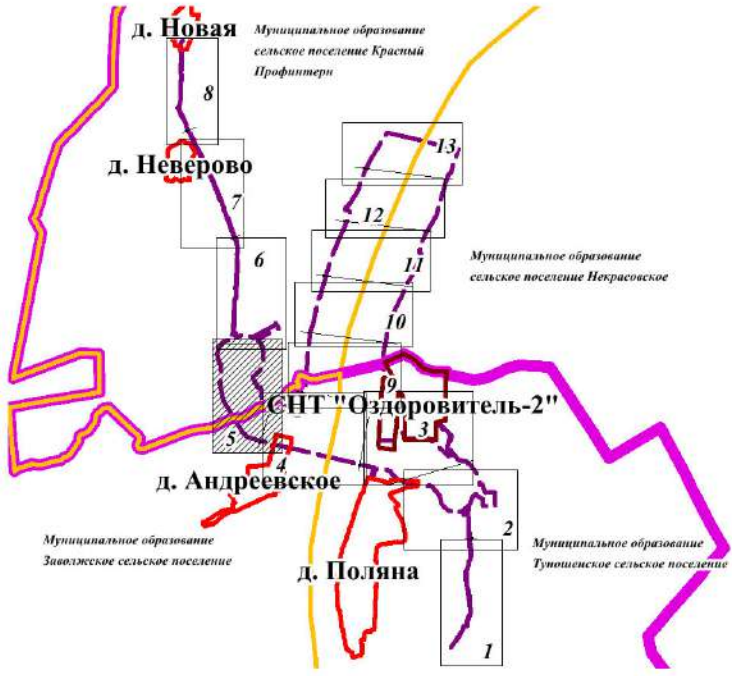 д. Новая
Муниципальное образование
сельское поселение Красный
Профинтерн
8
13
д. Неверово
7
12
6
11
Муниципальное образование
сельское поселение Некрасовское
10
9
СНТ "Оздоровитель-2"
3
5
4
д. Андреевское
2
Муниципальное образование
Заволжское сельское поселение
Муниципальное образование
Туношенское сельское поселение
д. Поляна
1